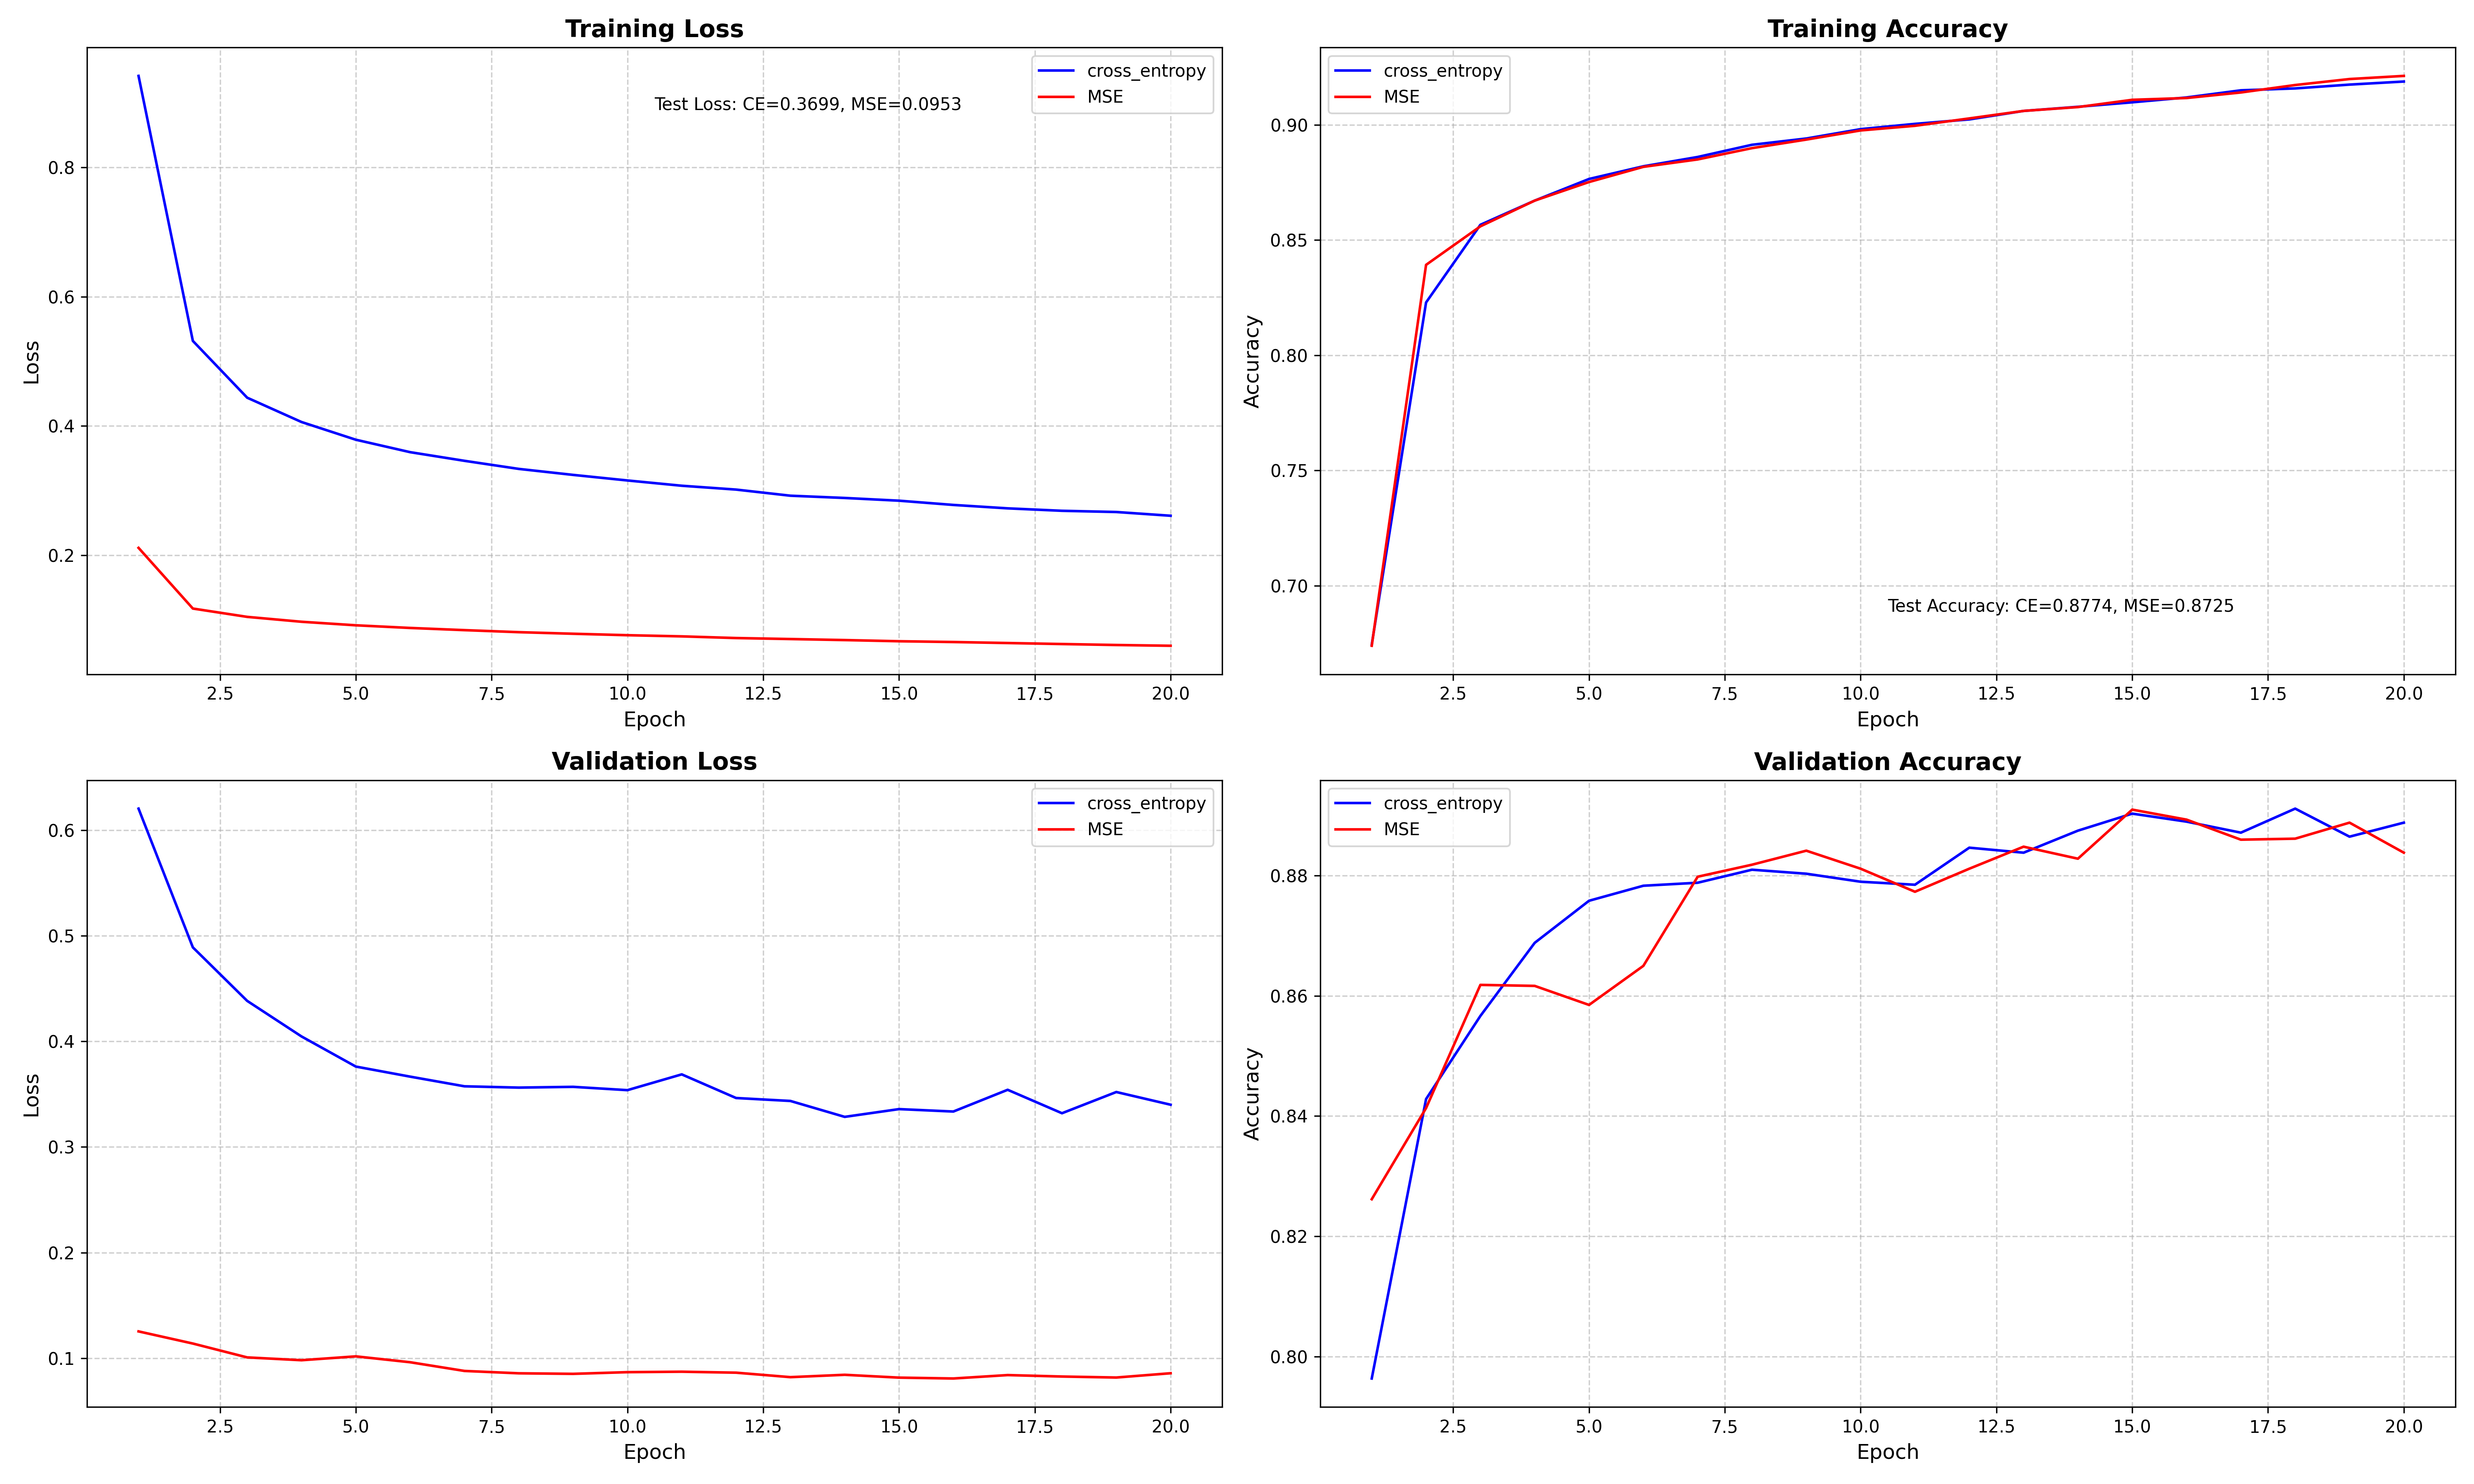 Training Loss
cross_entropy
MSE
Test Loss: CE=0.3699, MSE=0.0953
Loss
0.8
0.6
0.4
0.2
2.5 5.0 7.5 10.0 12.5 15.0 17.5 20.0
Epoch
Training Accuracy
cross_entropy
MSE
Accuracy
0.90
0.85
0.80
0.75
0.70
Test Accuracy: CE=0.8774, MSE=0.8725
2.5 5.0 7.5 10.0 12.5 15.0 17.5 20.0
Epoch
Validation Loss
cross_entropy
MSE
Loss
0.6
0.5
0.4
0.3
0.2
0.1
2.5 5.0 7.5 10.0 12.5 15.0 17.5 20.0
Epoch
Validation Accuracy
cross_entropy
MSE
Accuracy
0.88
0.86
0.84
0.82
0.80
2.5 5.0 7.5 10.0 12.5 15.0 17.5 20.0
Epoch